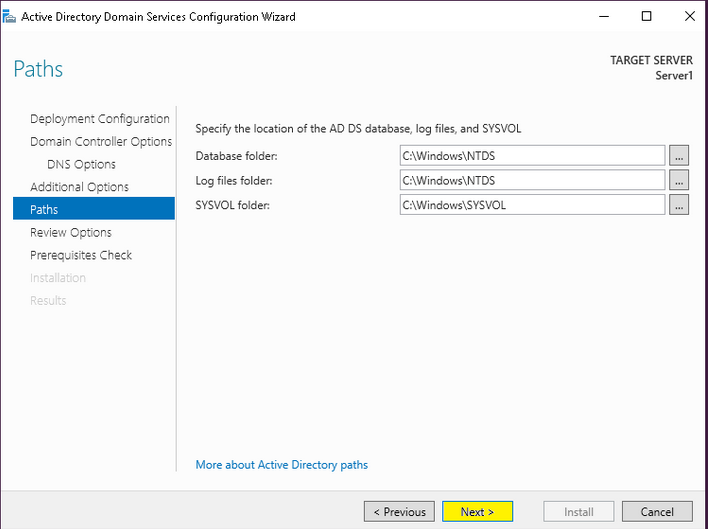 Active Directory Domain Services Configuration Wizard
Paths
TARGET SERVER
Server1
Deployment Configuration
Domain Controller Options
DNS Options
Additional Options
Paths
Review Options
Prerequisites Check
Installation
Results
Specify the location of the AD DS database, log files, and SYSVOL
Database folder: C:\Windows\NTDS ...
Log files folder: C:\Windows\NTDS ...
SYSVOL folder: C:\Windows\SYSVOL ...
More about Active Directory paths
< Previous Next > Install Cancel